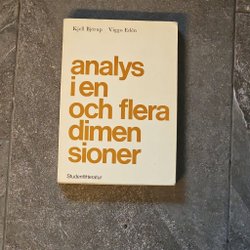 Kjell Björup Viggo Edén
analys
i en
och flera
dimen
sioner
Studentlitteratur